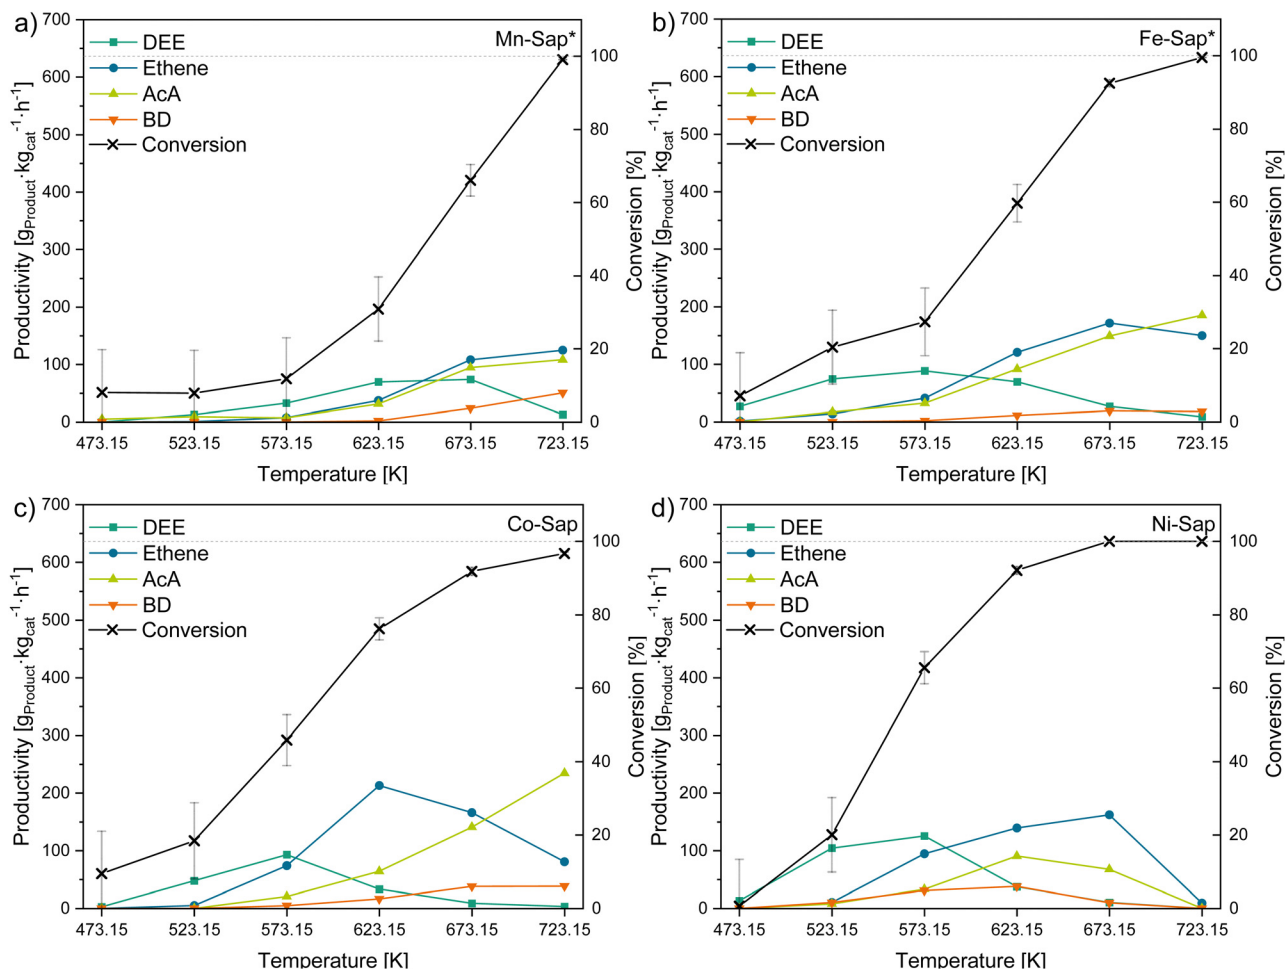 a)
Mn-Sap*
DEE
Ethene
AcA
BD
Conversion
Productivity [gProduct·kgcat⁻¹·h⁻¹]
700
600
500
400
300
200
100
0
100
80
60
40
20
0
Conversion [%]
473.15 523.15 573.15 623.15 673.15 723.15
Temperature [K]
b)
Fe-Sap*
DEE
Ethene
AcA
BD
Conversion
Productivity [gProduct·kgcat⁻¹·h⁻¹]
700
600
500
400
300
200
100
0
100
80
60
40
20
0
Conversion [%]
473.15 523.15 573.15 623.15 673.15 723.15
Temperature [K]
c)
Co-Sap
DEE
Ethene
AcA
BD
Conversion
Productivity [gProduct·kgcat⁻¹·h⁻¹]
700
600
500
400
300
200
100
0
100
80
60
40
20
0
Conversion [%]
473.15 523.15 573.15 623.15 673.15 723.15
Temperature [K]
d)
Ni-Sap
DEE
Ethene
AcA
BD
Conversion
Productivity [gProduct·kgcat⁻¹·h⁻¹]
700
600
500
400
300
200
100
0
100
80
60
40
20
0
Conversion [%]
473.15 523.15 573.15 623.15 673.15 723.15
Temperature [K]